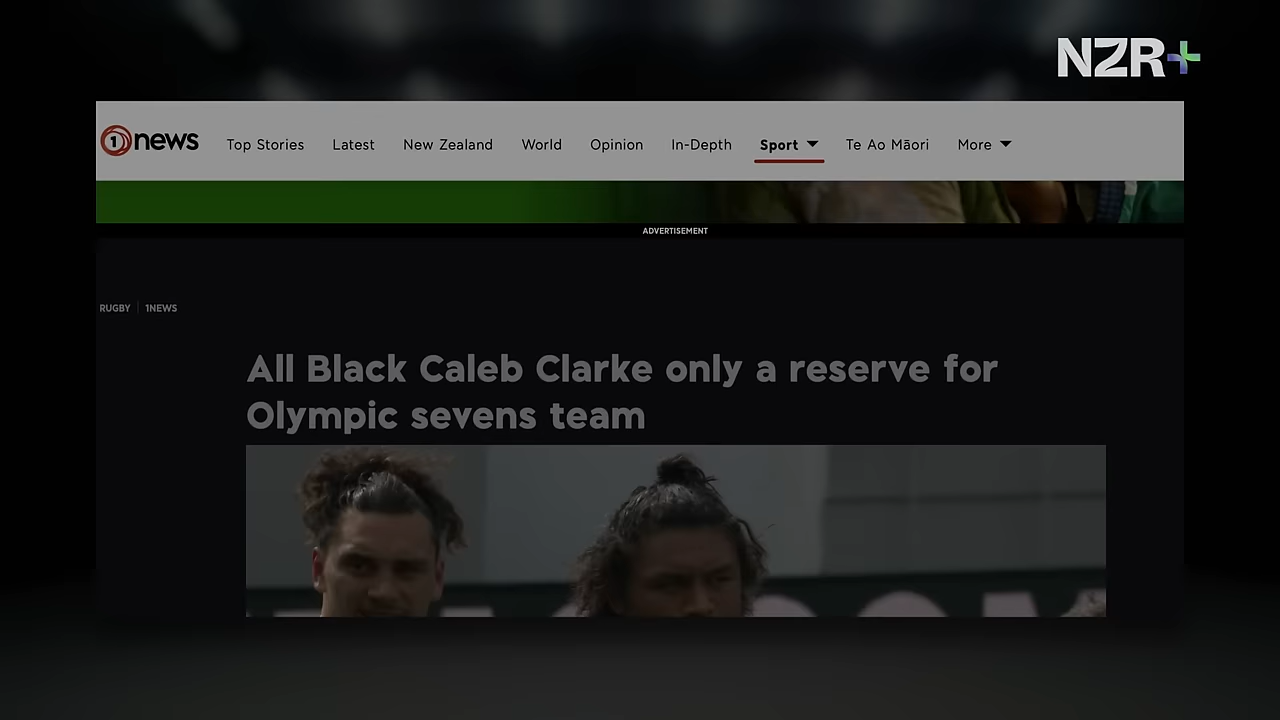 NZR+
1news
Top Stories Latest New Zealand World Opinion In-Depth Sport Te Ao Māori More
ADVERTISEMENT
RUGBY 1NEWS
All Black Caleb Clarke only a reserve for
Olympic sevens team